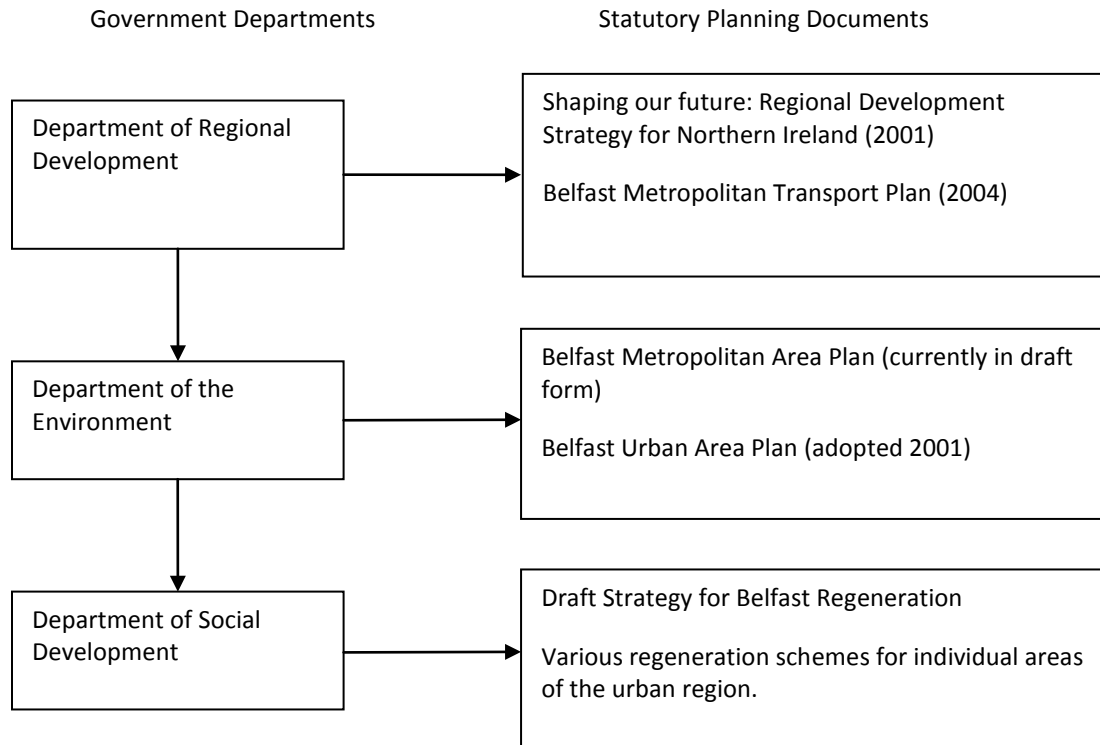 Government Departments
Statutory Planning Documents
Department of Regional
Development
Shaping our future: Regional Development
Strategy for Northern Ireland (2001)
Belfast Metropolitan Transport Plan (2004)
Department of the
Environment
Belfast Metropolitan Area Plan (currently in draft
form)
Belfast Urban Area Plan (adopted 2001)
Department of Social
Development
Draft Strategy for Belfast Regeneration
Various regeneration schemes for individual areas
of the urban region.